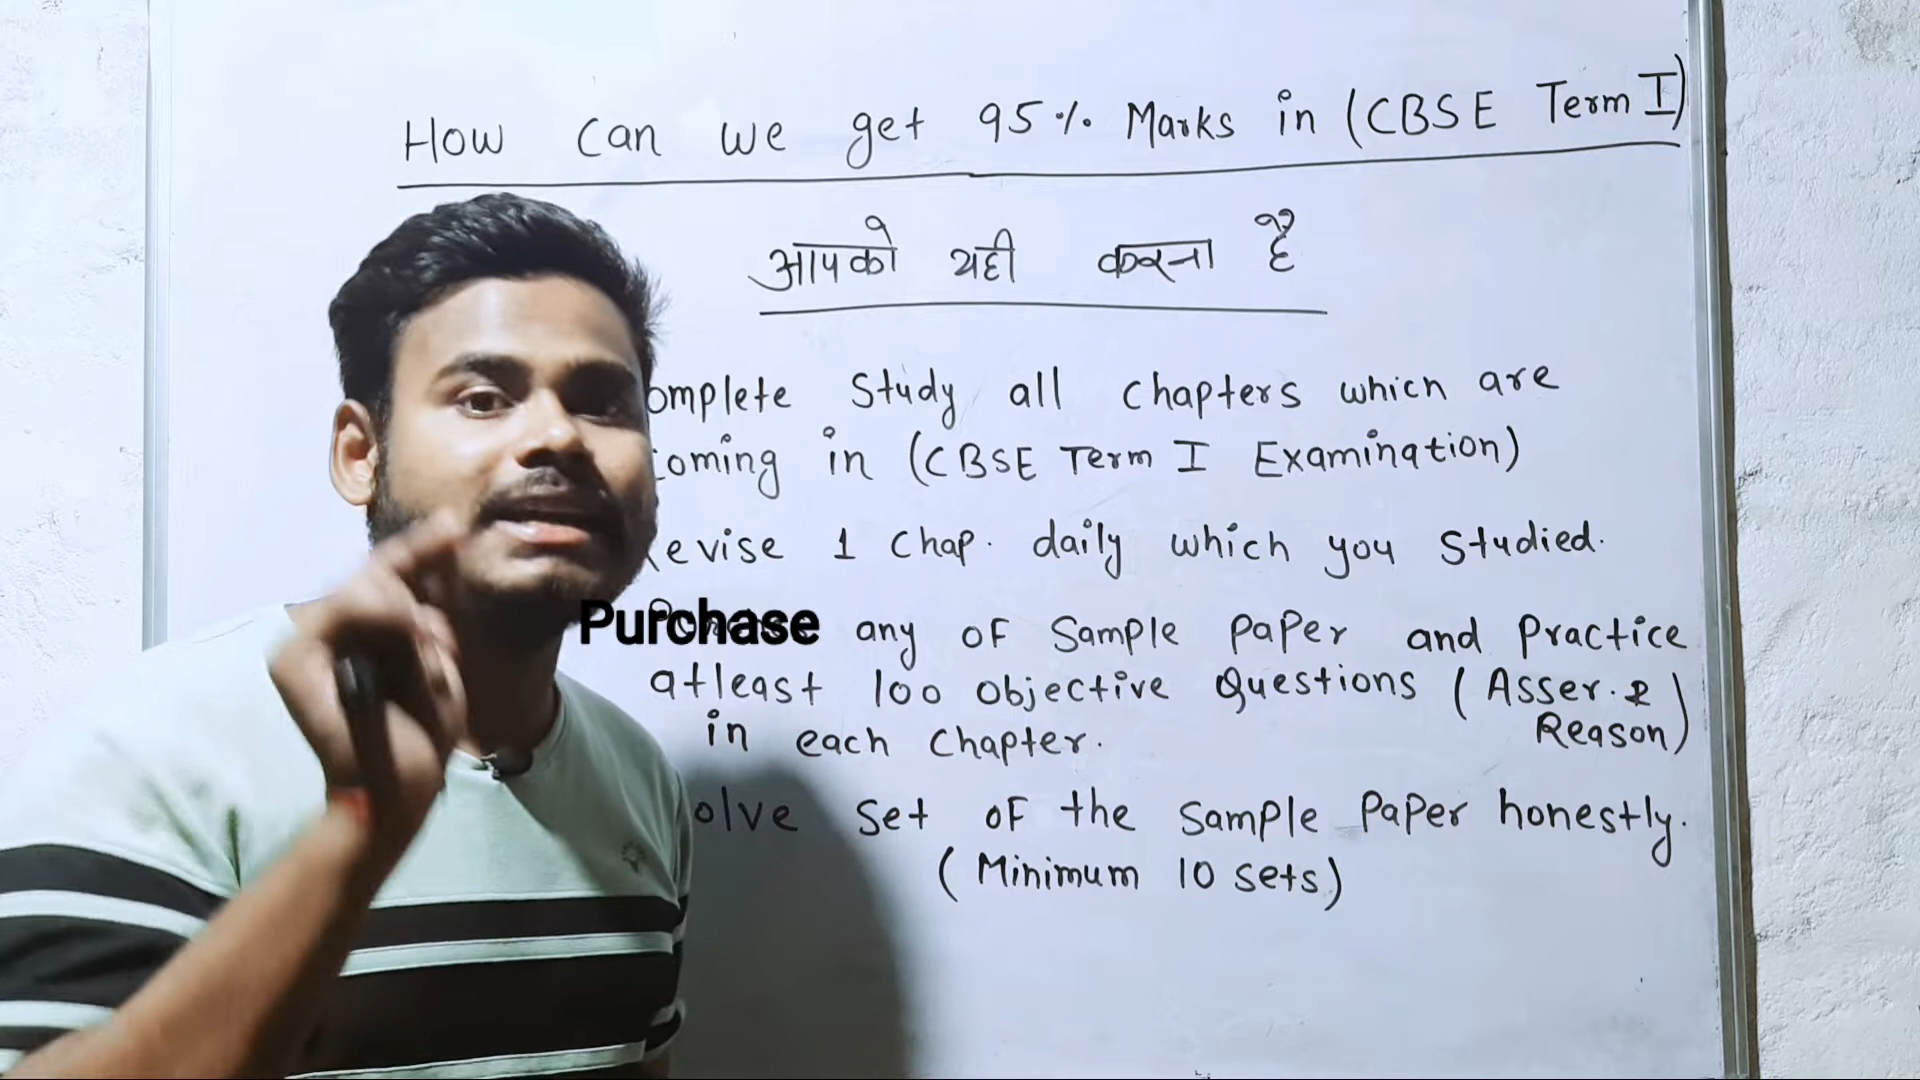 How can we get 95% Marks in (CBSE Term I)
आपको यही करना है
omplete Study all chapters which are
coming in (CBSE Term I Examination)
evise 1 Chap. daily which you studied.
Purchase any of Sample Paper and Practice
atleast 100 objective Questions (Asser. &
Reason)
in each chapter.
olve set of the sample Paper honestly.
(Minimum 10 sets)